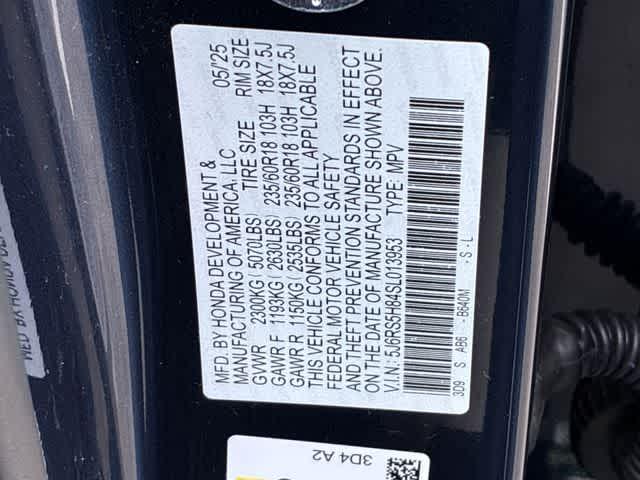 MFD. BY HONDA DEVELOPMENT & 05/25
MANUFACTURING OF AMERICA, LLC
GVWR 2300KG ( 5070LBS) TIRE SIZE RIM SIZE
GAWR F 1193KG ( 2630LBS) 235/60R18 103H 18X7.5J
GAWR R 1150KG ( 2535LBS) 235/60R18 103H 18X7.5J
THIS VEHICLE CONFORMS TO ALL APPLICABLE
FEDERAL MOTOR VEHICLE SAFETY
AND THEFT PREVENTION STANDARDS IN EFFECT
ON THE DATE OF MANUFACTURE SHOWN ABOVE.
V.I.N.: 5J6RS5H84SL013953 TYPE: MPV
3D9 S AB6 - B640M - S - L
3D4 A2